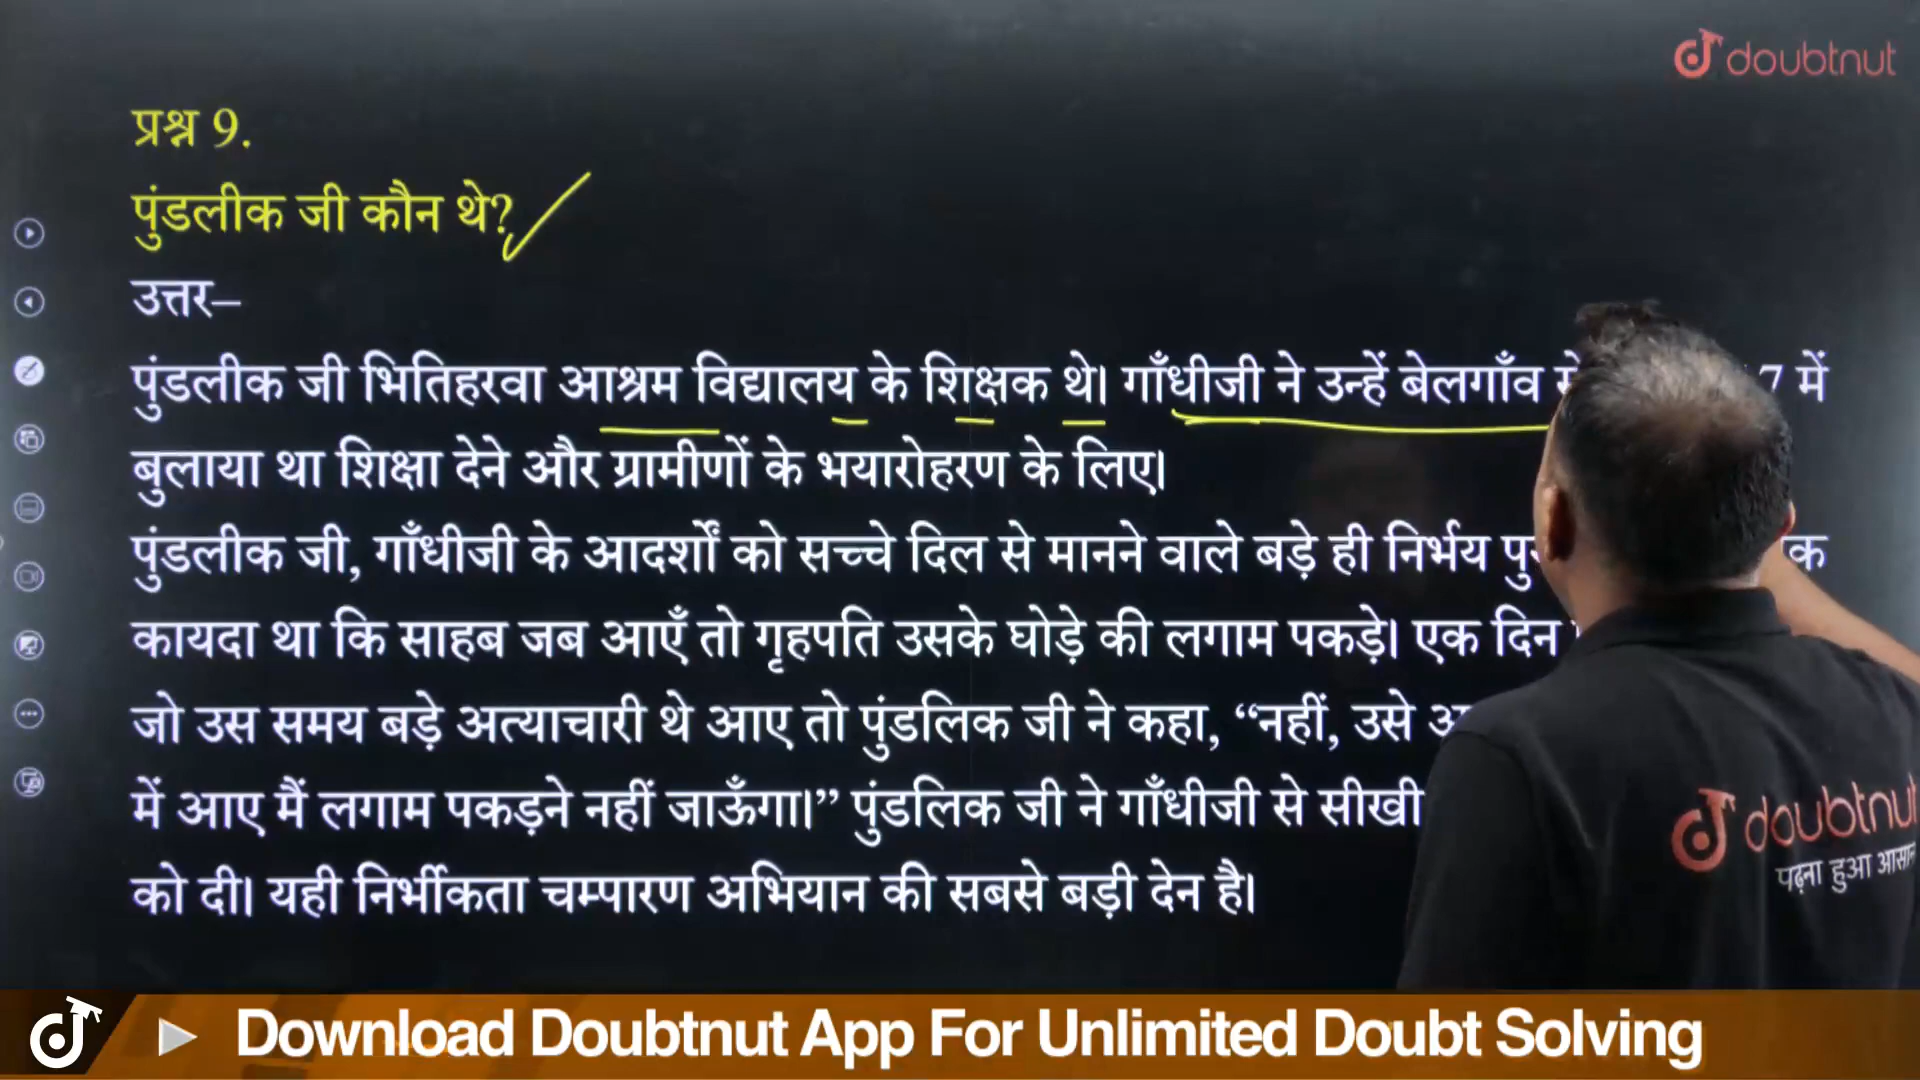 doubtnut
प्रश्न 9.
पुंडलीक जी कौन थे?
उत्तर–
पुंडलीक जी भितिहरवा आश्रम विद्यालय के शिक्षक थे। गाँधीजी ने उन्हें बेलगाँव 7 में
बुलाया था शिक्षा देने और ग्रामीणों के भयारोहरण के लिए।
पुंडलीक जी, गाँधीजी के आदर्शों को सच्चे दिल से मानने वाले बड़े ही निर्भय
कायदा था कि साहब जब आएँ तो गृहपति उसके घोड़े की लगाम पकड़े। एक दिन
जो उस समय बड़े अत्याचारी थे आए तो पुंडलिक जी ने कहा, “नहीं, उसे
में आए मैं लगाम पकड़ने नहीं जाऊँगा।” पुंडलिक जी ने गाँधीजी से सीखी
को दी। यही निर्भीकता चम्पारण अभियान की सबसे बड़ी देन है।
doubtnut
पढ़ना हुआ आसान
Download Doubtnut App For Unlimited Doubt Solving